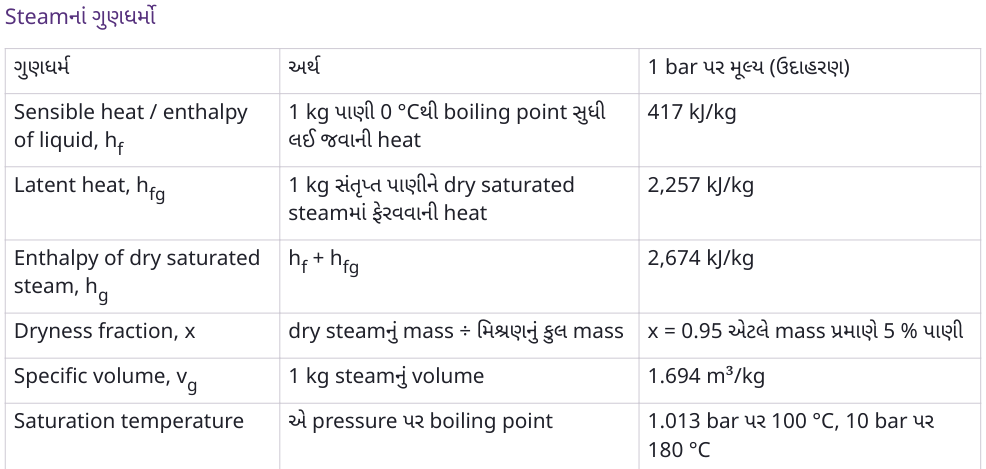 Steamનાં ગુણધર્મો
ગુણધર્મ અર્થ 1 bar પર મૂલ્ય (ઉદાહરણ)
Sensible heat / enthalpy of liquid, hf 1 kg પાણી 0 °Cથી boiling point સુધી લઈ જવાની heat 417 kJ/kg
Latent heat, hfg 1 kg સંતૃપ્ત પાણીને dry saturated steamમાં ફેરવવાની heat 2,257 kJ/kg
Enthalpy of dry saturated steam, hg hf + hfg 2,674 kJ/kg
Dryness fraction, x dry steamનું mass ÷ મિશ્રણનું કુલ mass x = 0.95 એટલે mass પ્રમાણે 5 % પાણી
Specific volume, vg 1 kg steamનું volume 1.694 m³/kg
Saturation temperature એ pressure પર boiling point 1.013 bar પર 100 °C, 10 bar પર 180 °C